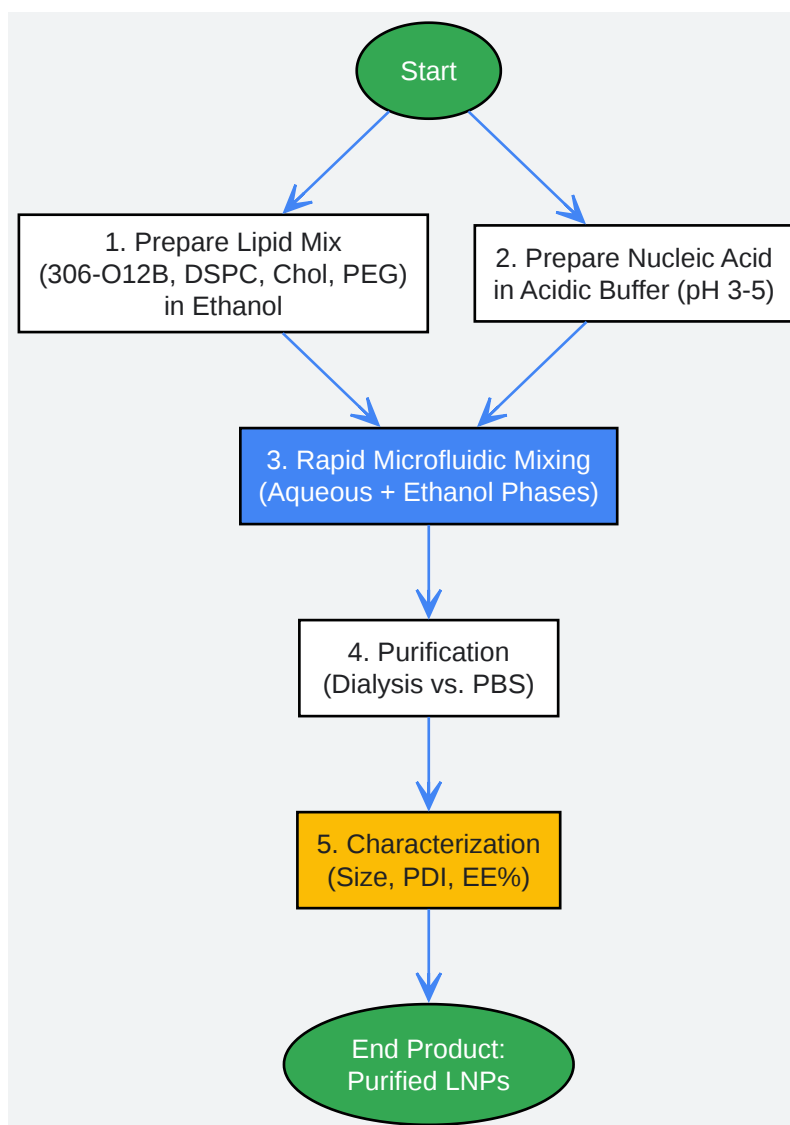 Start
1. Prepare Lipid Mix
(306-O12B, DSPC, Chol, PEG)
in Ethanol
2. Prepare Nucleic Acid
in Acidic Buffer (pH 3-5)
3. Rapid Microfluidic Mixing
(Aqueous + Ethanol Phases)
4. Purification
(Dialysis vs. PBS)
5. Characterization
(Size, PDI, EE%)
End Product:
Purified LNPs